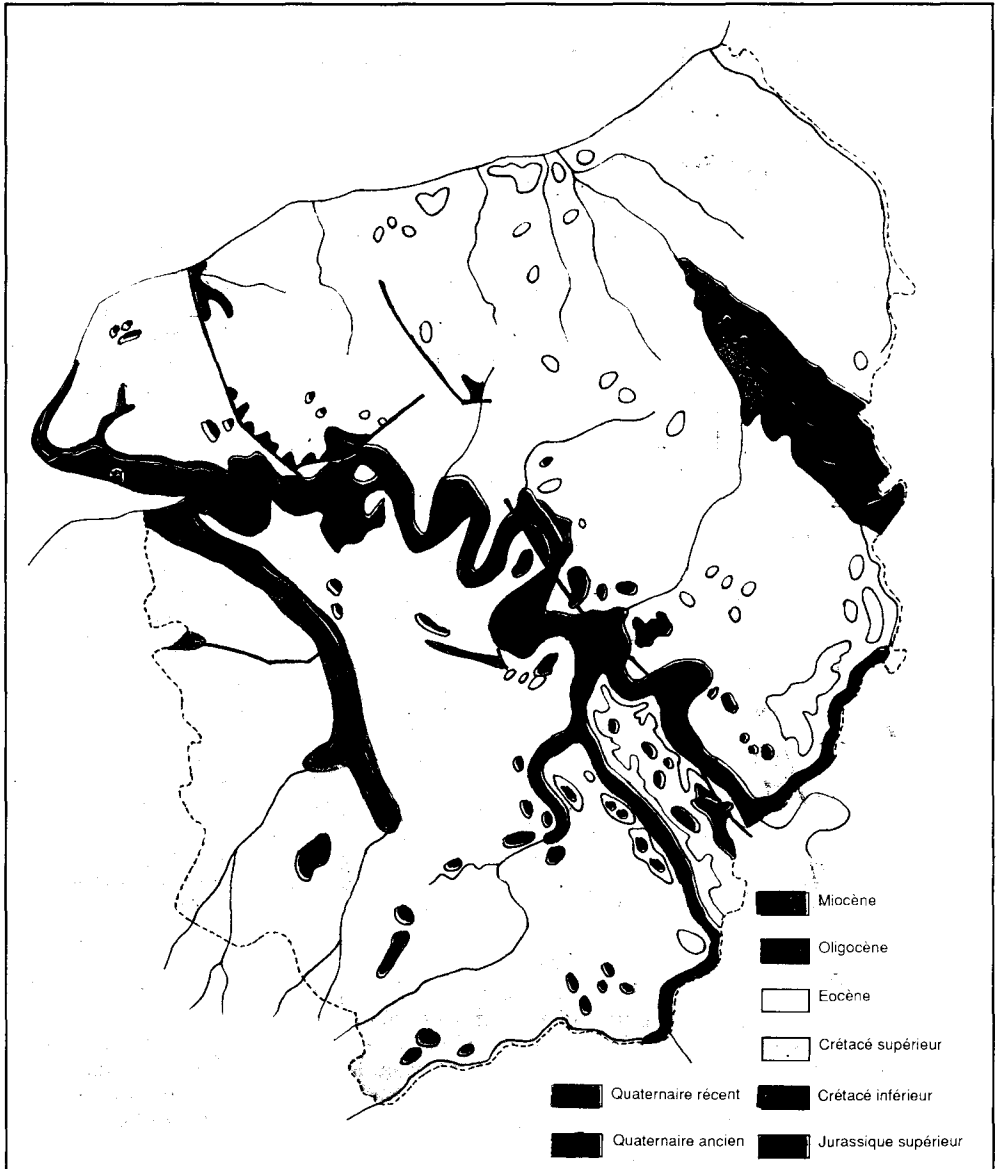 Miocène
Oligocène
Eocène
Crétacé supérieur
Quaternaire récent
Crétacé inférieur
Quaternaire ancien
Jurassique supérieur